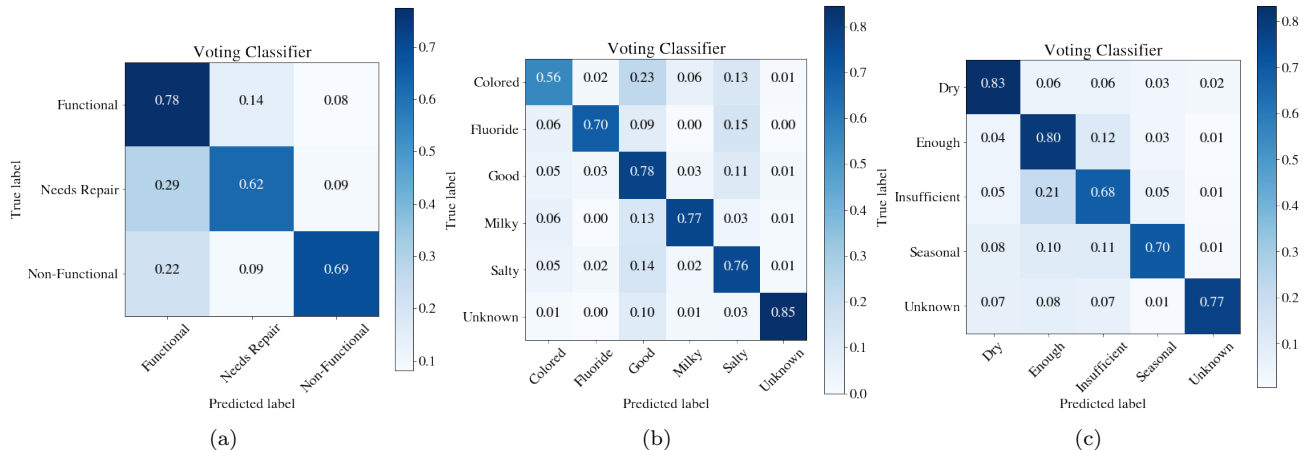 Voting Classifier
True label
Functional 0.78 0.14 0.08
Needs Repair 0.29 0.62 0.09
Non-Functional 0.22 0.09 0.69
Functional Needs Repair Non-Functional
Predicted label
0.7
0.6
0.5
0.4
0.3
0.2
0.1
(a)
Voting Classifier
True label
Colored 0.56 0.02 0.23 0.06 0.13 0.01
Fluoride 0.06 0.70 0.09 0.00 0.15 0.00
Good 0.05 0.03 0.78 0.03 0.11 0.01
Milky 0.06 0.00 0.13 0.77 0.03 0.01
Salty 0.05 0.02 0.14 0.02 0.76 0.01
Unknown 0.01 0.00 0.10 0.01 0.03 0.85
Colored Fluoride Good Milky Salty Unknown
Predicted label
0.8
0.7
0.6
0.5
0.4
0.3
0.2
0.1
0.0
(b)
Voting Classifier
True label
Dry 0.83 0.06 0.06 0.03 0.02
Enough 0.04 0.80 0.12 0.03 0.01
Insufficient 0.05 0.21 0.68 0.05 0.01
Seasonal 0.08 0.10 0.11 0.70 0.01
Unknown 0.07 0.08 0.07 0.01 0.77
Dry Enough Insufficient Seasonal Unknown
Predicted label
0.8
0.7
0.6
0.5
0.4
0.3
0.2
0.1
(c)